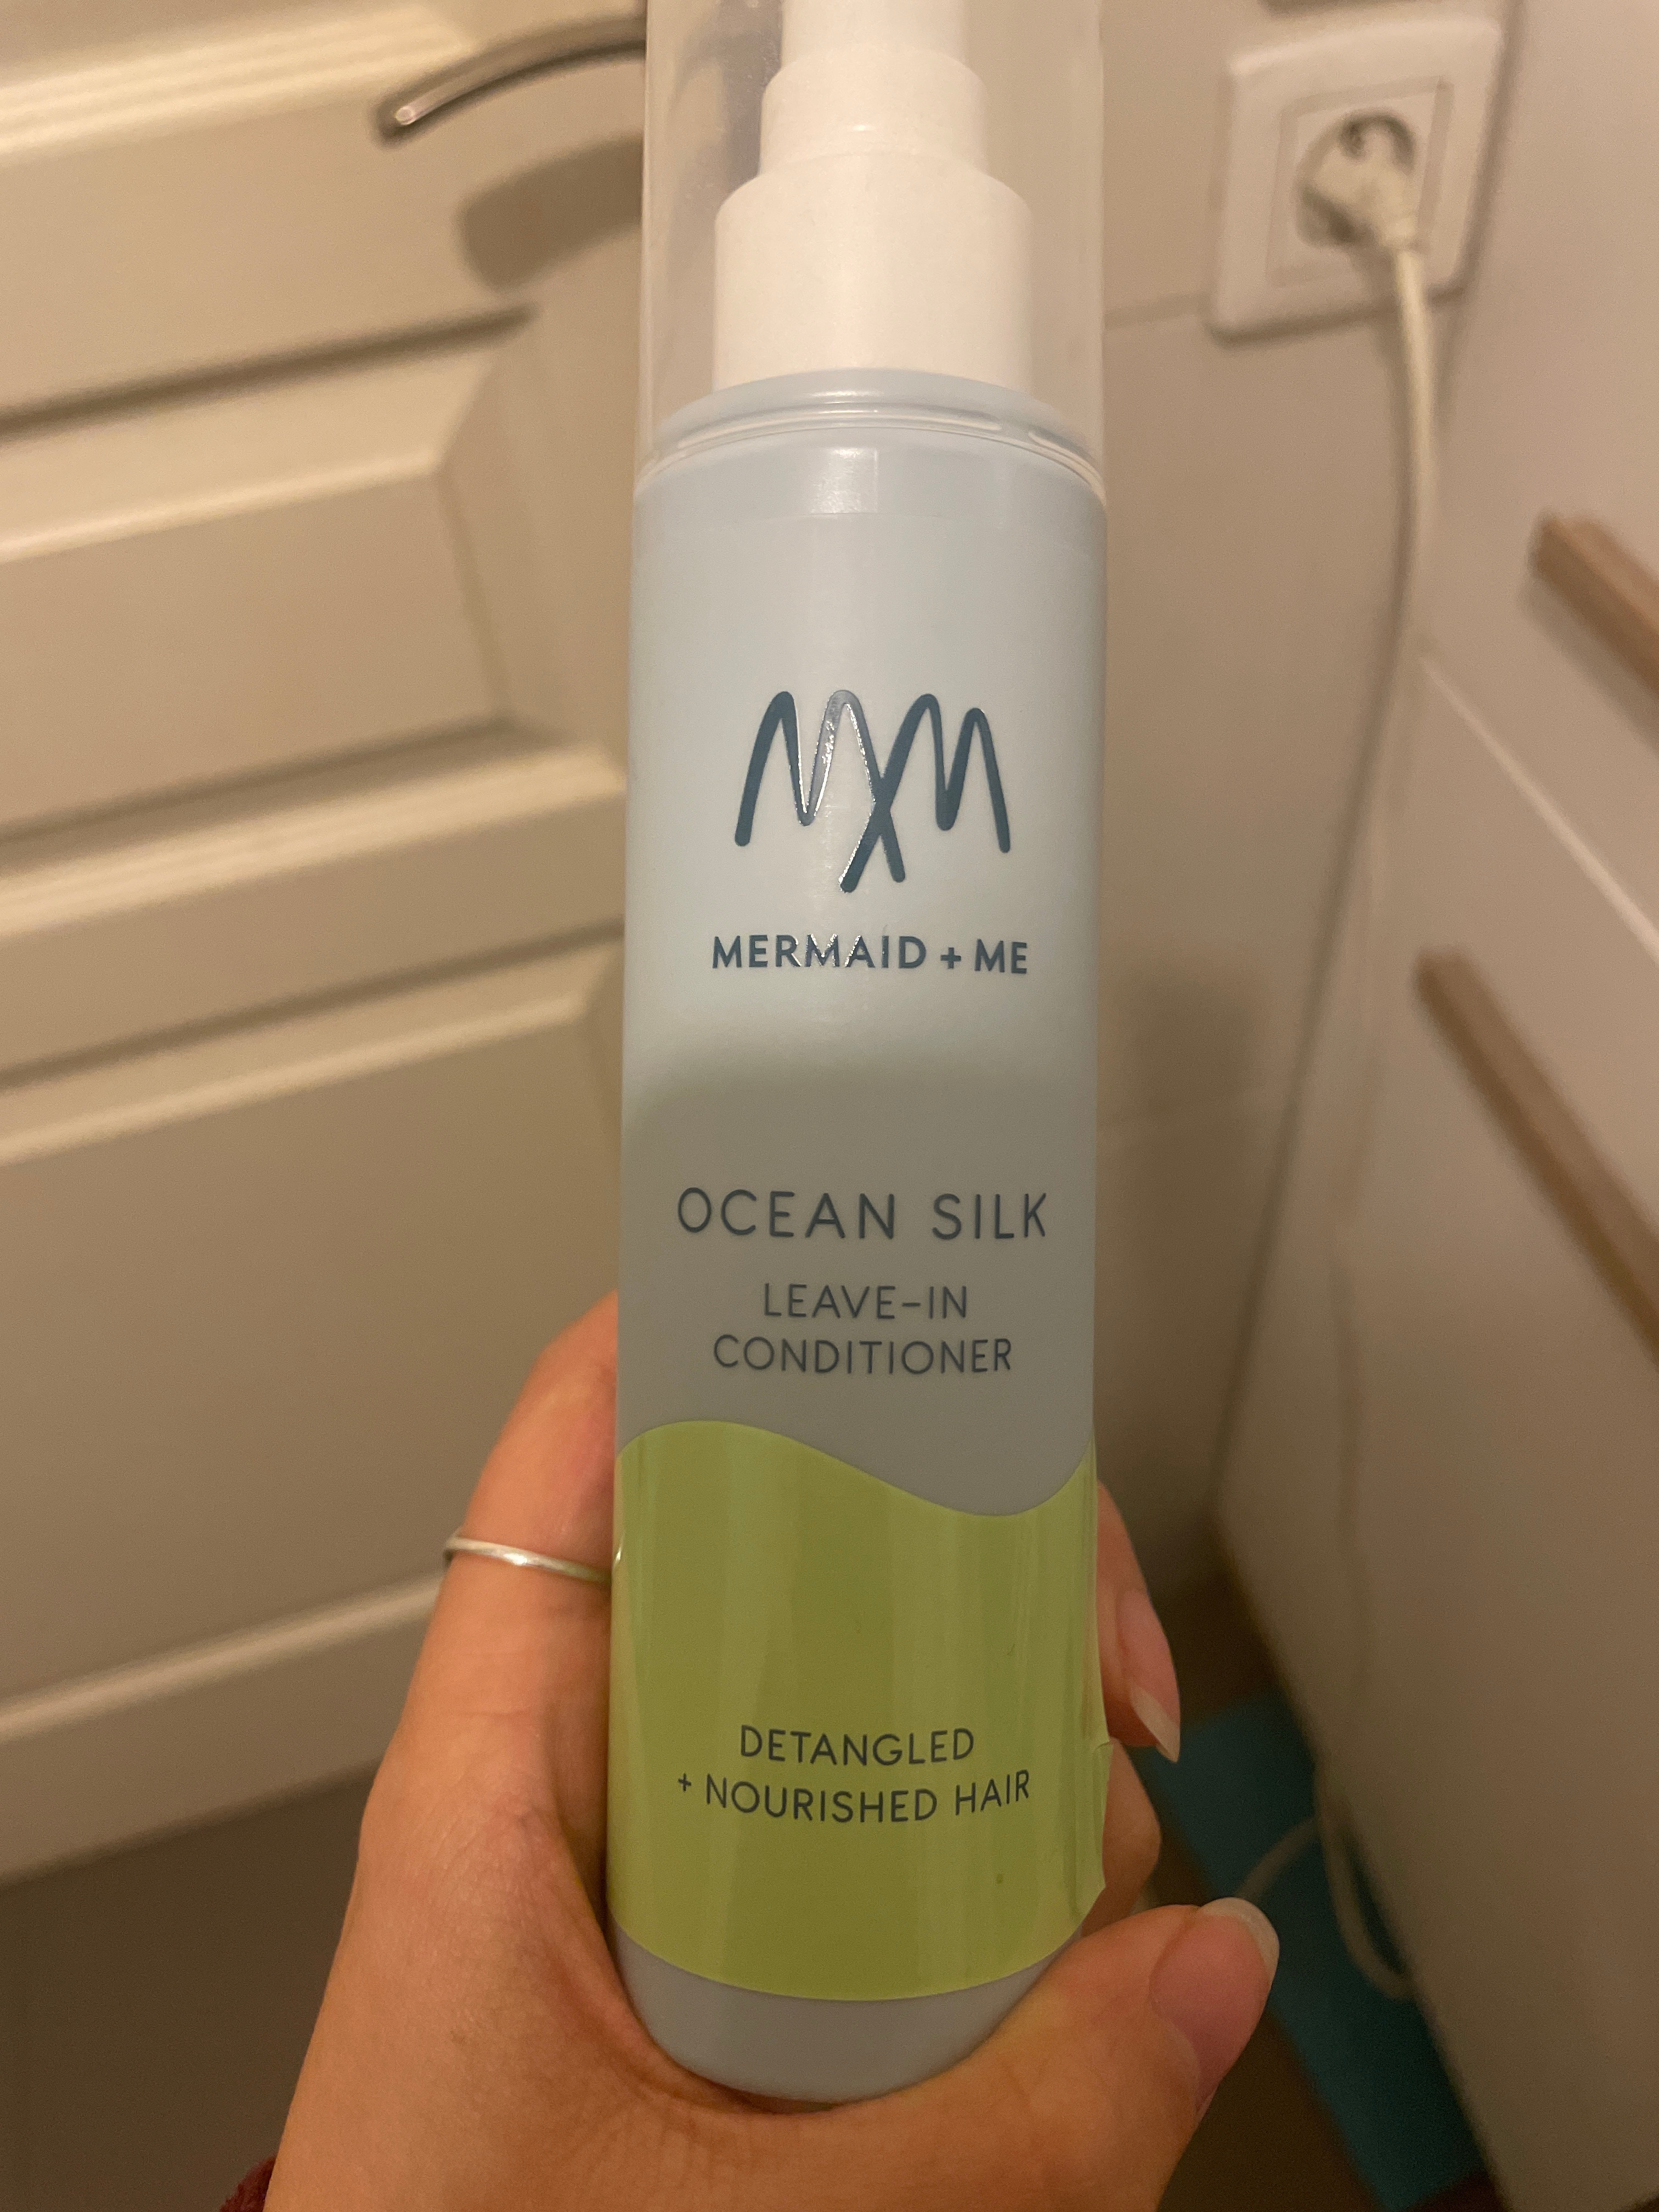 MXM
MERMAID + ME
OCEAN SILK
LEAVE-IN
CONDITIONER
DETANGLED
+ NOURISHED HAIR